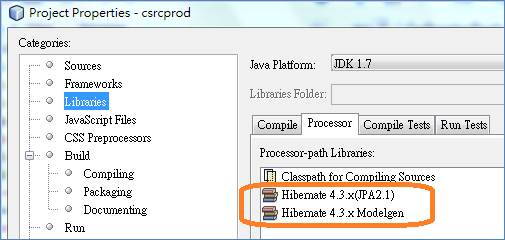 Project Properties - csrcprod
Categories:
Sources
Frameworks
Libraries
JavaScript Files
CSS Preprocessors
Build
Compiling
Packaging
Documenting
Run
Java Platform: JDK 1.7
Libraries Folder:
Compile Processor Compile Tests Run Tests
Processor-path Libraries:
Classpath for Compiling Sources
Hibernate 4.3.x(JPA2.1)
Hibernate 4.3.x Modelgen